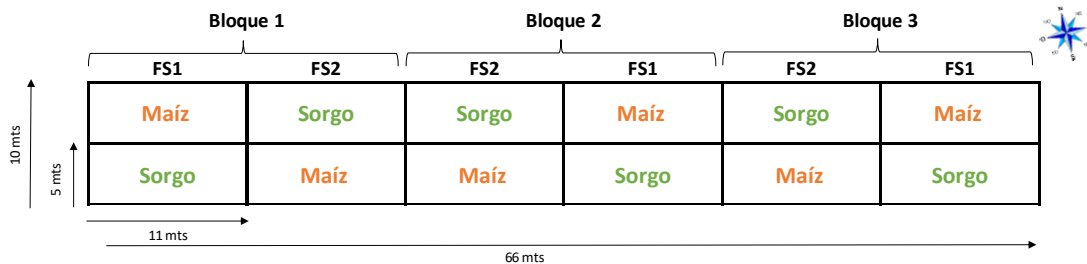 Bloque 1 Bloque 2 Bloque 3
FS1 FS2 FS2 FS1 FS2 FS1
Maíz Sorgo Sorgo Maíz Sorgo Maíz
Sorgo Maíz Maíz Sorgo Maíz Sorgo
10 mts
5 mts
11 mts
66 mts
N
O
S